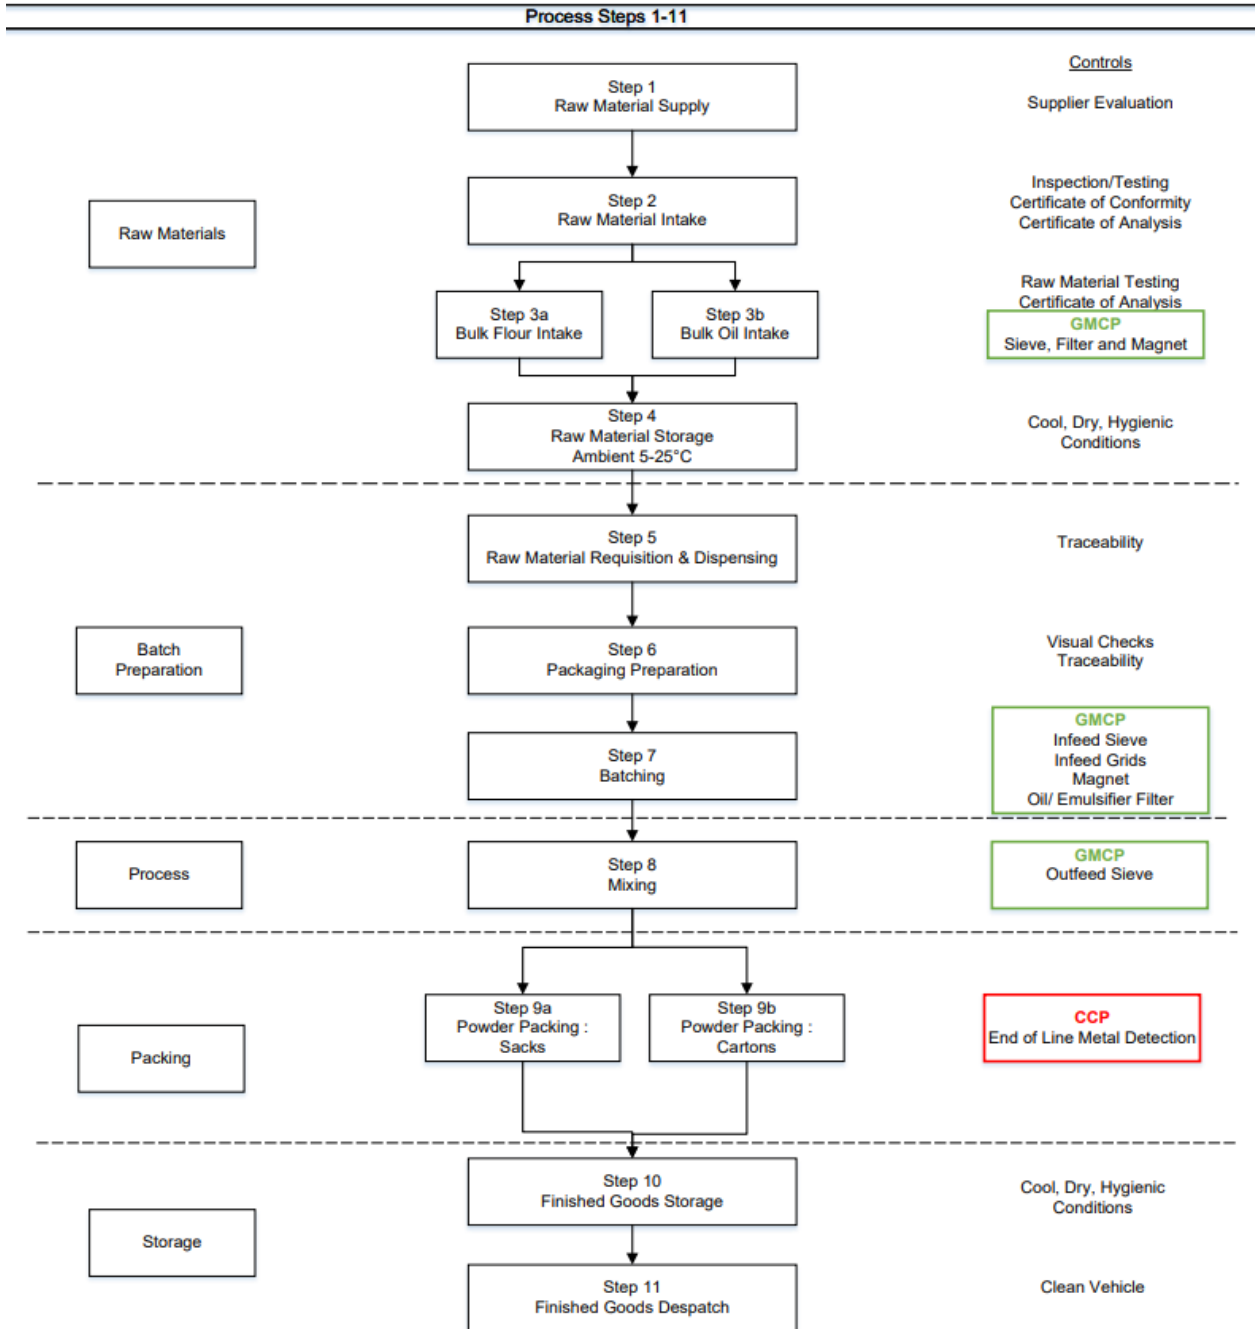 Process Steps 1-11
Controls
Step 1
Raw Material Supply
Supplier Evaluation
Raw Materials
Step 2
Raw Material Intake
Inspection/Testing
Certificate of Conformity
Certificate of Analysis
Step 3a
Bulk Flour Intake
Step 3b
Bulk Oil Intake
Raw Material Testing
Certificate of Analysis
GMCP
Sieve, Filter and Magnet
Step 4
Raw Material Storage
Ambient 5-25°C
Cool, Dry, Hygienic
Conditions
Step 5
Raw Material Requisition & Dispensing
Traceability
Batch
Preparation
Step 6
Packaging Preparation
Visual Checks
Traceability
Step 7
Batching
GMCP
Infeed Sieve
Infeed Grids
Magnet
Oil/ Emulsifier Filter
Process
Step 8
Mixing
GMCP
Outfeed Sieve
Packing
Step 9a
Powder Packing :
Sacks
Step 9b
Powder Packing :
Cartons
CCP
End of Line Metal Detection
Storage
Step 10
Finished Goods Storage
Cool, Dry, Hygienic
Conditions
Step 11
Finished Goods Despatch
Clean Vehicle